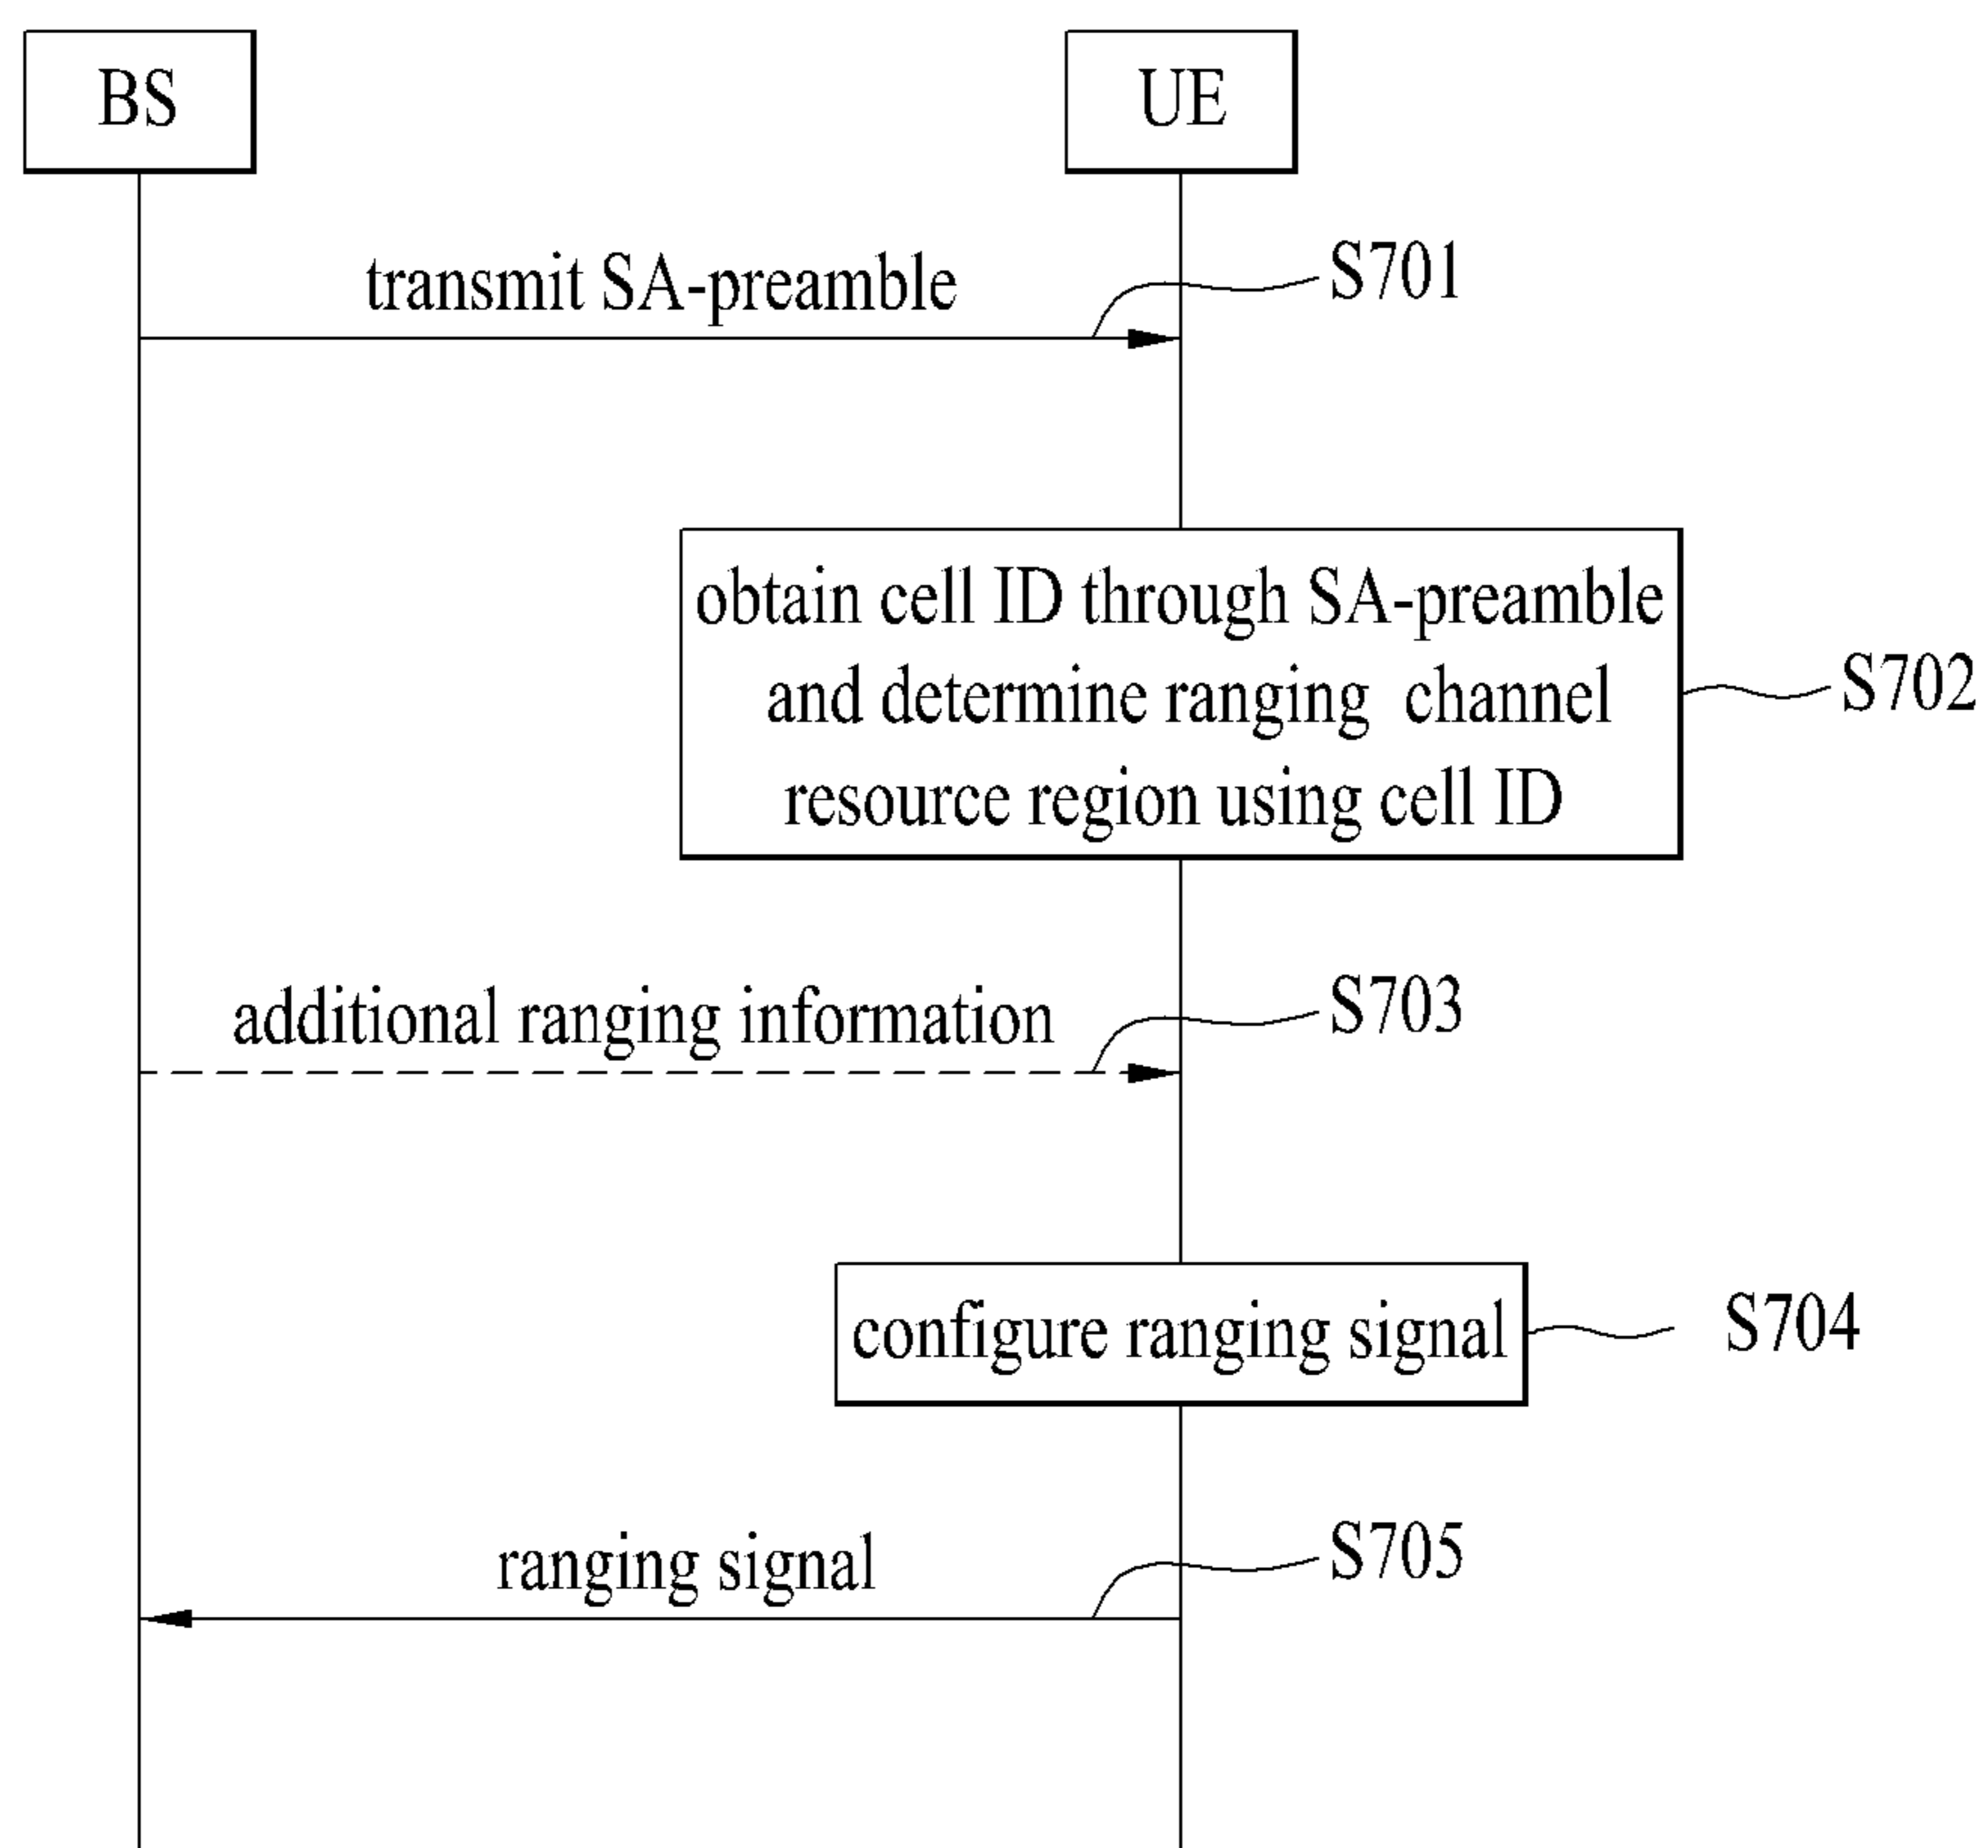 BS
UE
transmit SA-preamble
S701
obtain cell ID through SA-preamble
and determine ranging channel
resource region using cell ID
S702
additional ranging information
S703
configure ranging signal
S704
ranging signal
S705